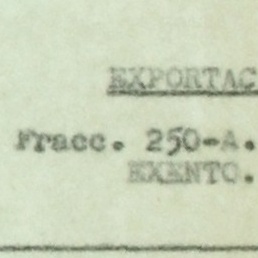 EXPORTAC
Fracc. 250-A.
EXENTO.